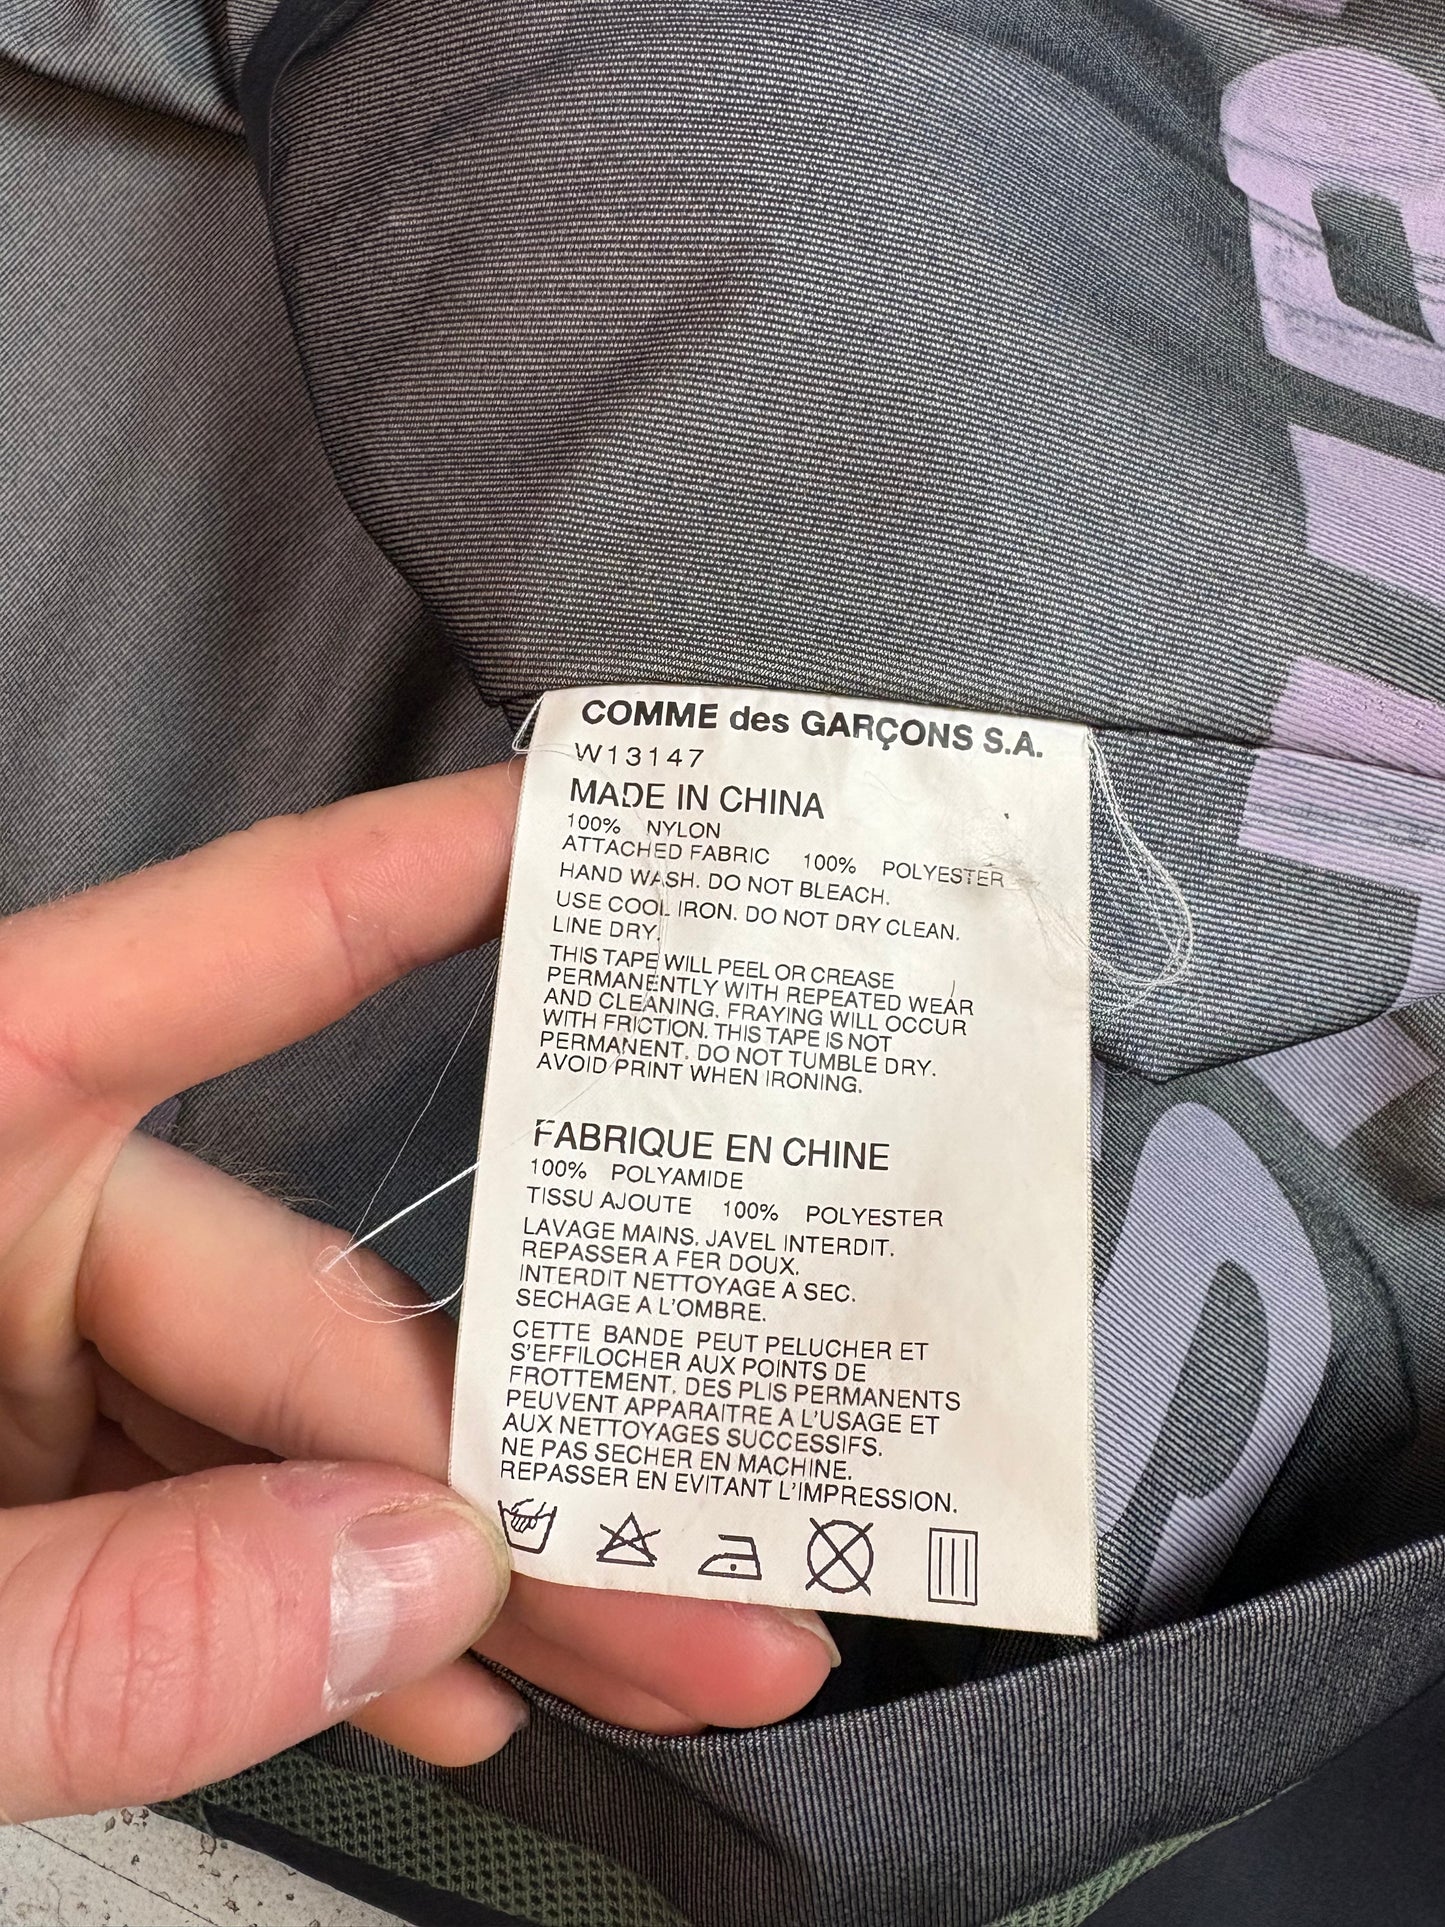 COMME des GARÇONS S.A.
W13147
MADE IN CHINA
100% NYLON
ATTACHED FABRIC 100% POLYESTER
HAND WASH. DO NOT BLEACH.
USE COOL IRON. DO NOT DRY CLEAN.
LINE DRY.
THIS TAPE WILL PEEL OR CREASE
PERMANENTLY WITH REPEATED WEAR
AND CLEANING. FRAYING WILL OCCUR
WITH FRICTION. THIS TAPE IS NOT
PERMANENT. DO NOT TUMBLE DRY.
AVOID PRINT WHEN IRONING.
FABRIQUE EN CHINE
100% POLYAMIDE
TISSU AJOUTE 100% POLYESTER
LAVAGE MAINS. JAVEL INTERDIT.
REPASSER A FER DOUX.
INTERDIT NETTOYAGE A SEC.
SECHAGE A L'OMBRE.
CETTE BANDE PEUT PELUCHER ET
S'EFFILOCHER AUX POINTS DE
FROTTEMENT. DES PLIS PERMANENTS
PEUVENT APPARAITRE A L'USAGE ET
AUX NETTOYAGES SUCCESSIFS.
NE PAS SECHER EN MACHINE.
REPASSER EN EVITANT L'IMPRESSION.